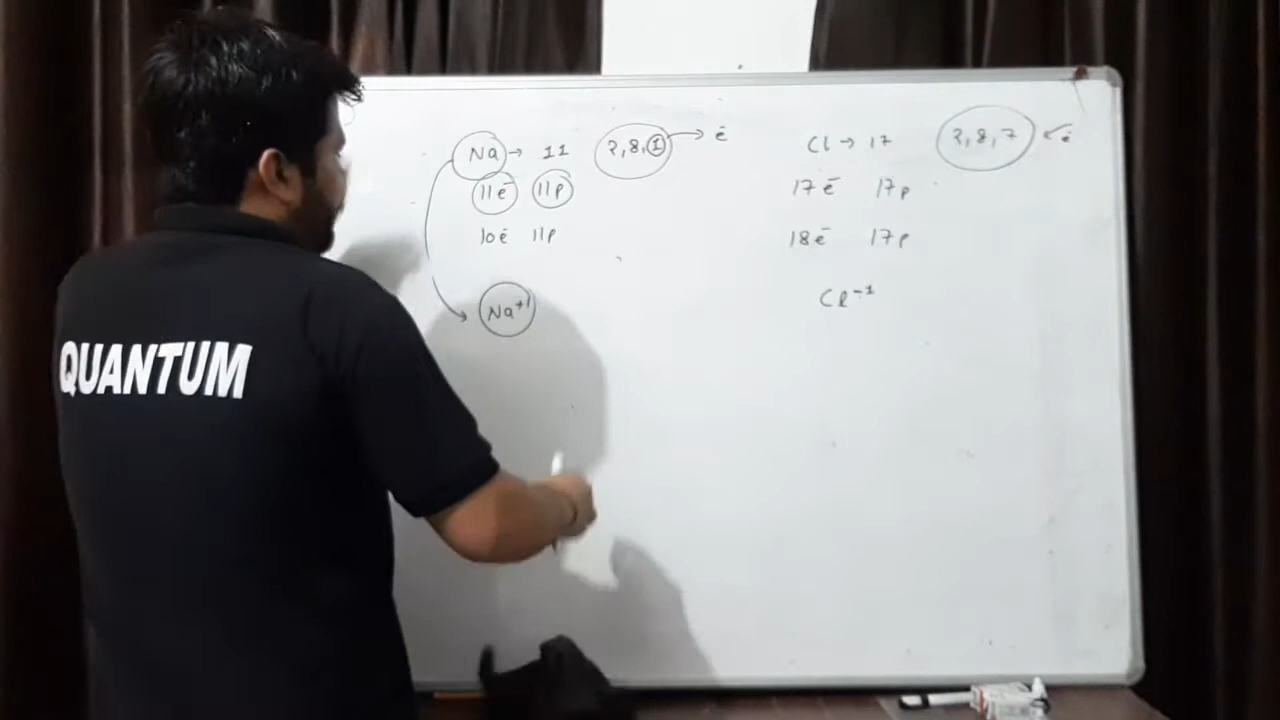 Na → 11 2,8,1 → ē
11ē 11p
10ē 11p
Na⁺¹
Cl → 17 2,8,7 ← ē
17ē 17p
18ē 17p
Cl⁻¹
QUANTUM